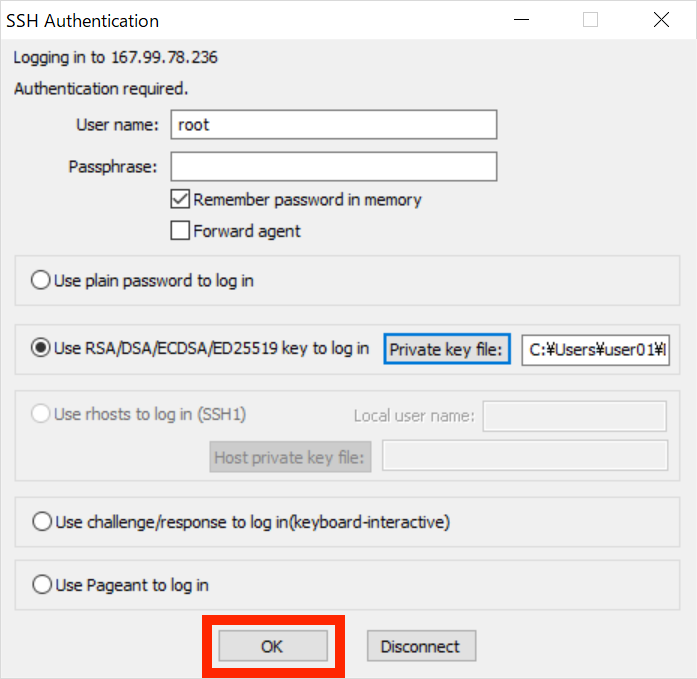 SSH Authentication
Logging in to 167.99.78.236
Authentication required.
User name: root
Passphrase:
Remember password in memory
Forward agent
Use plain password to log in
Use RSA/DSA/ECDSA/ED25519 key to log in Private key file: C:¥Users¥user01¥
Use rhosts to log in (SSH1) Local user name:
Host private key file:
Use challenge/response to log in(keyboard-interactive)
Use Pageant to log in
OK Disconnect